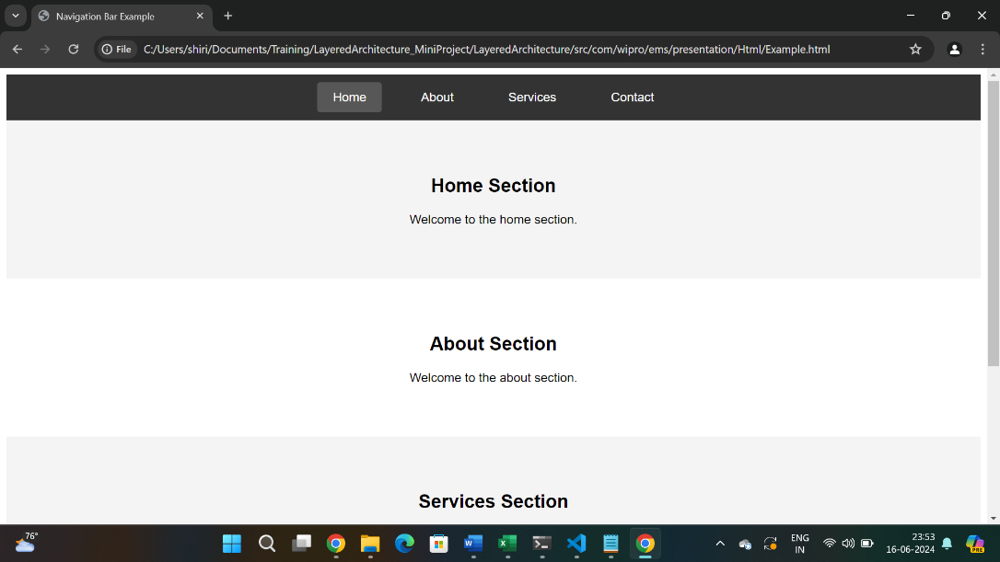 Navigation Bar Example
File C:/Users/shiri/Documents/Training/LayeredArchitecture_MiniProject/LayeredArchitecture/src/com/wipro/ems/presentation/Html/Example.html
Home About Services Contact
Home Section
Welcome to the home section.
About Section
Welcome to the about section.
Services Section
76°
ENG
IN
23:53
16-06-2024
PRE